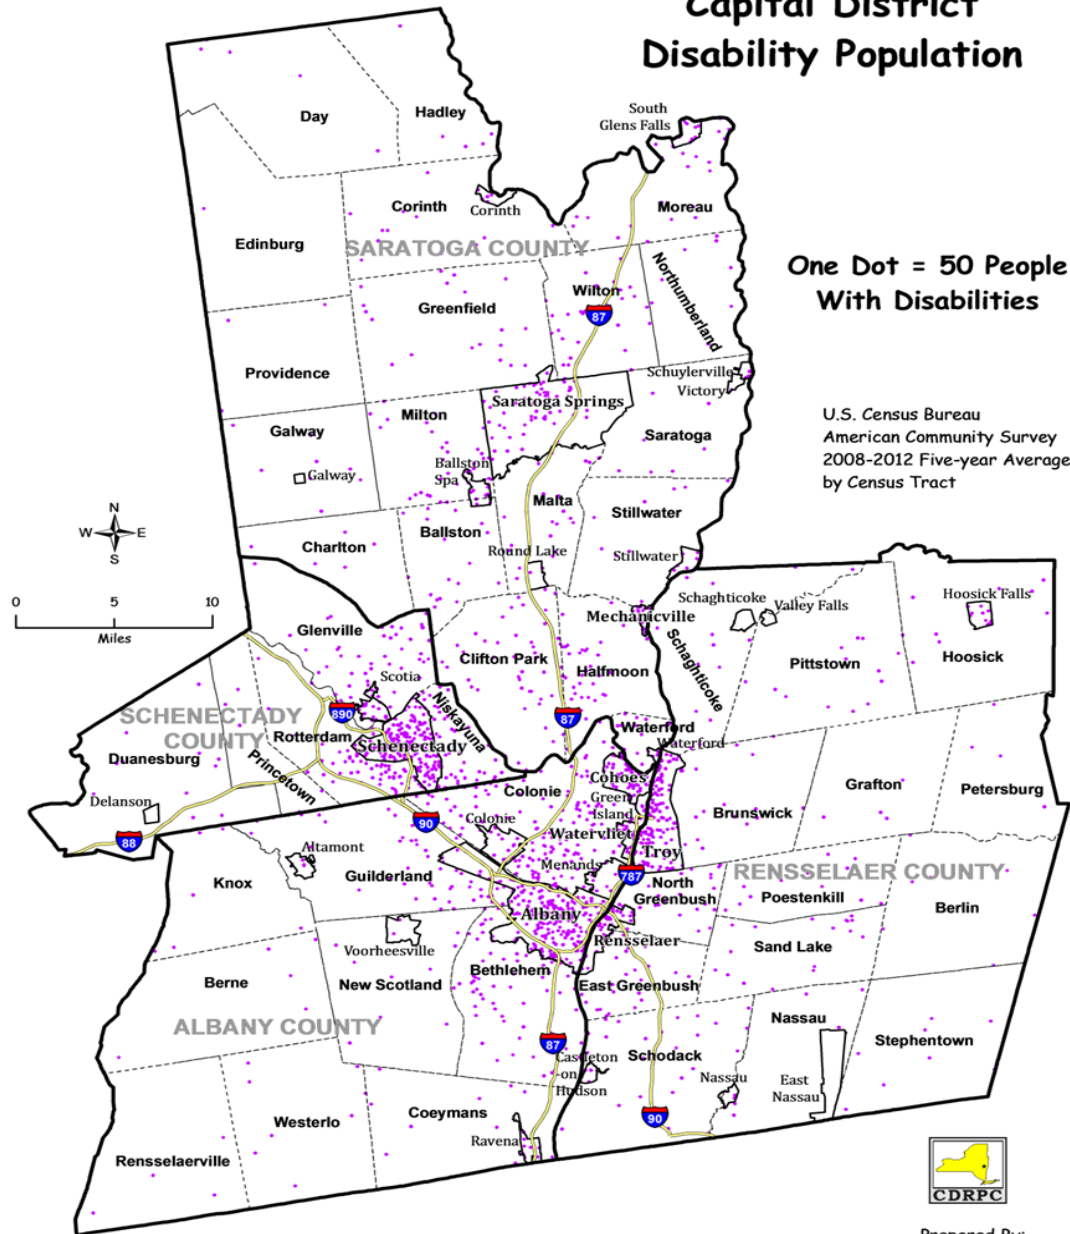 Capital District
Disability Population
South
Glens Falls
Day
Hadley
Corinth
Corinth
Moreau
Edinburg
SARATOGA COUNTY
One Dot = 50 People
With Disabilities
Wilton
Northumberland
87
Greenfield
Providence
Schuylerville
Victory
Saratoga Springs
Milton
Galway
Saratoga
U.S. Census Bureau
American Community Survey
2008-2012 Five-year Average
by Census Tract
Ballston
Spa
Galway
Malta
Stillwater
N
W E
S
Ballston
Charlton
Round Lake
Stillwater
0 5 10
Miles
Schaghticoke
Valley Falls
Hoosick Falls
Mechanicville
Glenville
Schaghticoke
Clifton Park
Halfmoon
Pittstown
Hoosick
Scotia
Niskayuna
890
87
SCHENECTADY
COUNTY
Rotterdam
Schenectady
Waterford
Waterford
Duanesburg
Princetown
Cohoes
Colonie
Green
Island
Grafton
Petersburg
Delanson
88
90
Colonie
Watervliet
Brunswick
Altamont
Menands
Troy
787
RENSSELAER COUNTY
Knox
Guilderland
North
Greenbush
Poestenkill
Berlin
Albany
Voorheesville
Rensselaer
Sand Lake
Berne
New Scotland
Bethlehem
East Greenbush
ALBANY COUNTY
Nassau
87
Stephentown
Castleton
-on
Hudson
Schodack
Nassau
East
Nassau
Westerlo
Coeymans
90
Ravena
Rensselaerville
CDRPC
Prepared By: